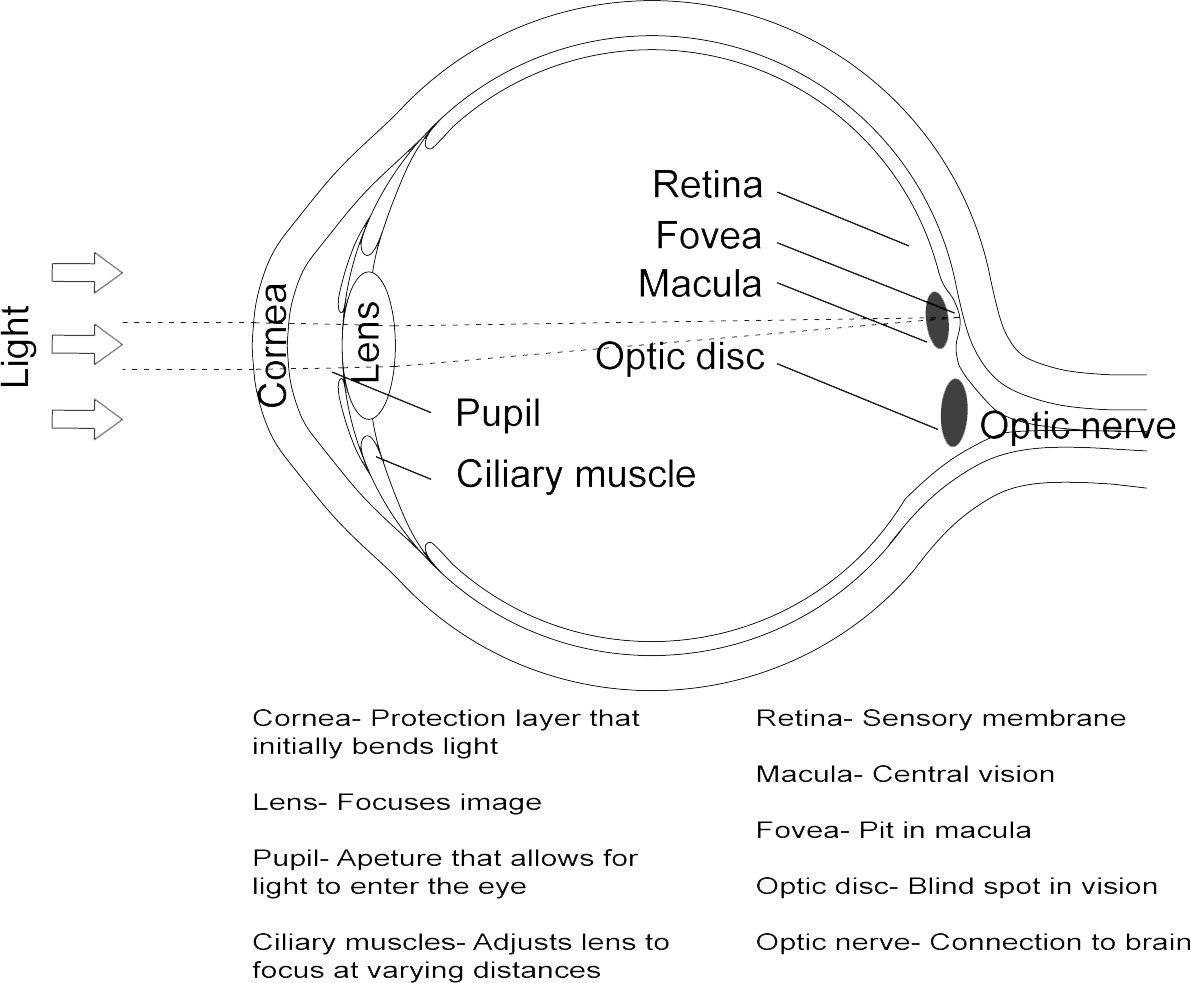 Retina
Fovea
Macula
Optic disc
Light
Cornea
Lens
Pupil
Optic nerve
Ciliary muscle
Cornea- Protection layer that
initially bends light
Lens- Focuses image
Pupil- Apeture that allows for
light to enter the eye
Ciliary muscles- Adjusts lens to
focus at varying distances
Retina- Sensory membrane
Macula- Central vision
Fovea- Pit in macula
Optic disc- Blind spot in vision
Optic nerve- Connection to brain